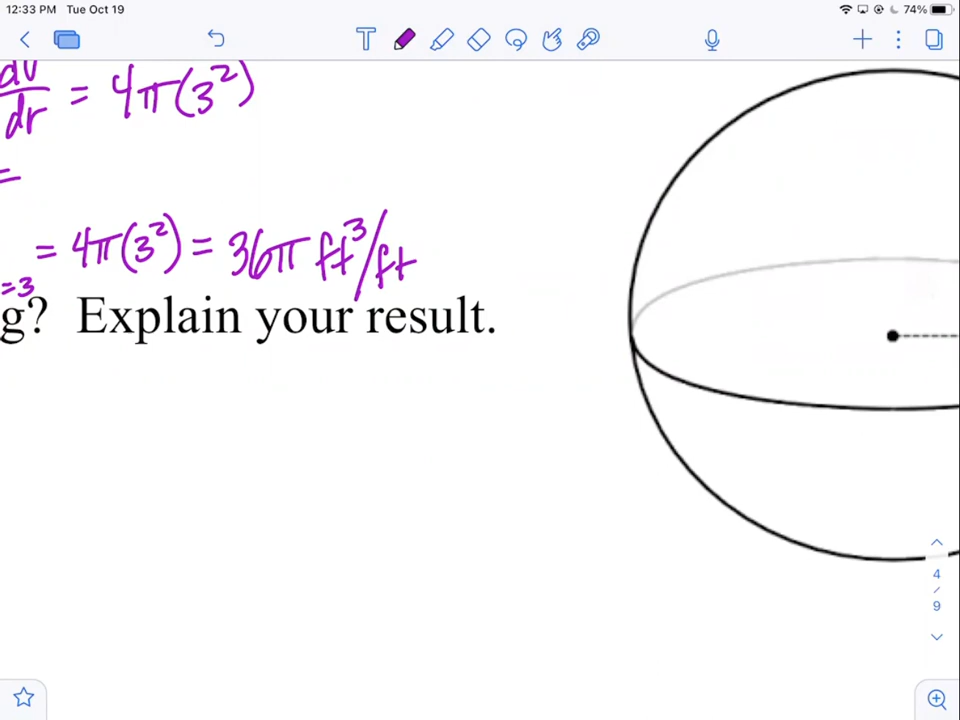 12:33 PM Tue Oct 19 74%
dV/dr = 4π(3²)
=
=3 = 4π(3²) = 36π ft³/ft
g? Explain your result.
4
/
9